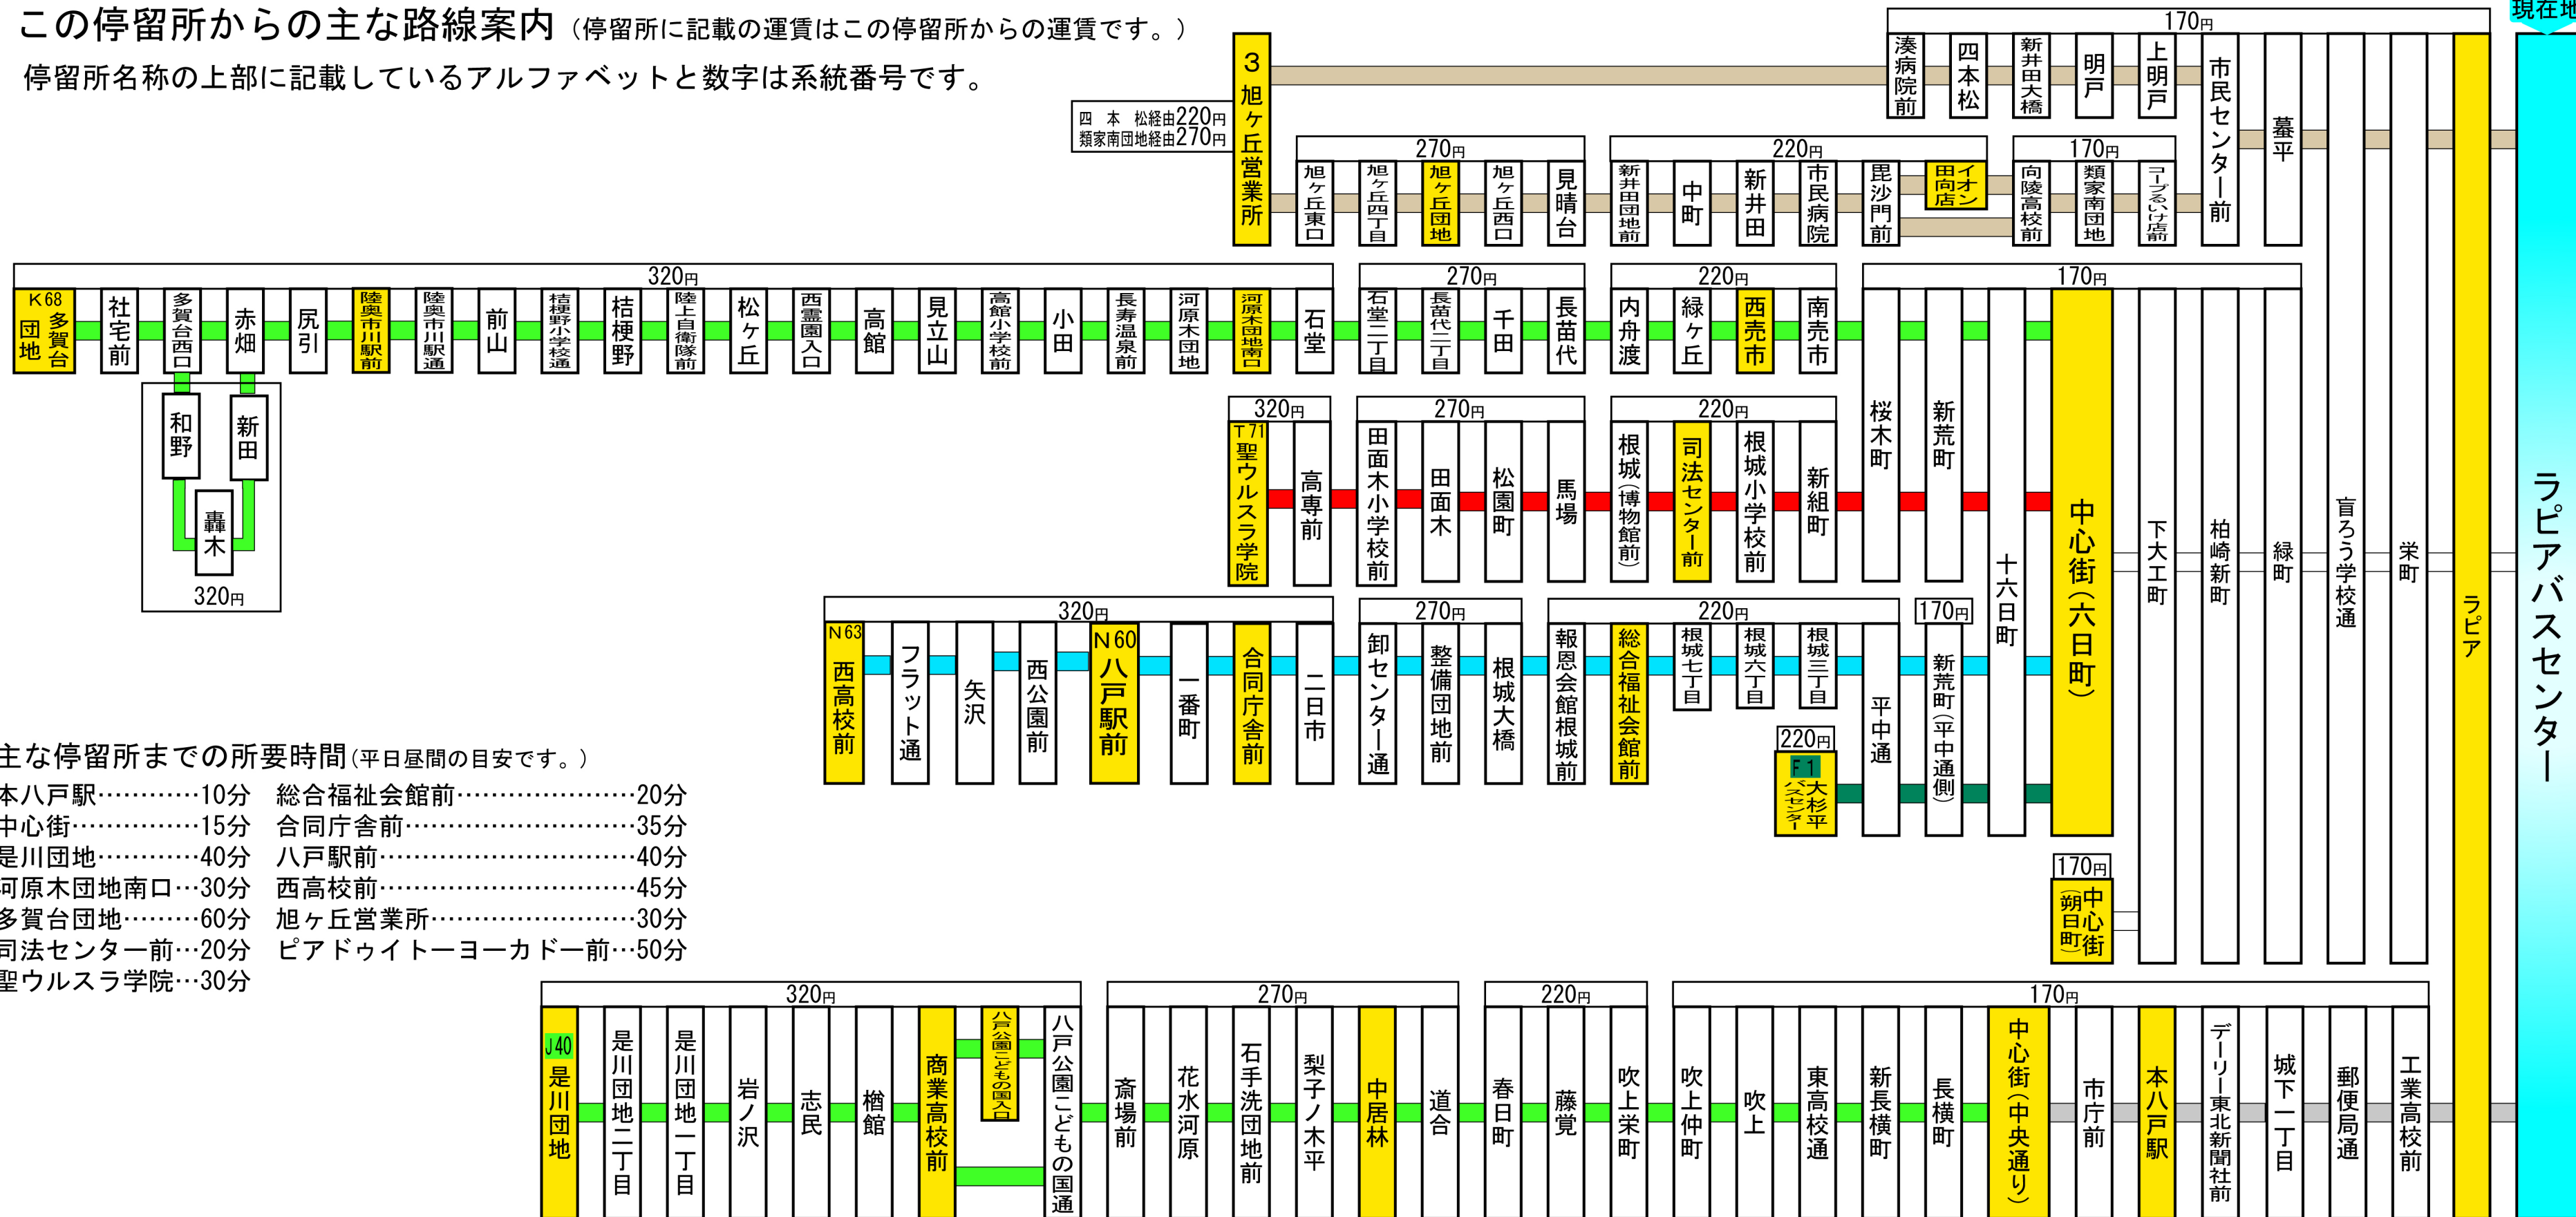 この停留所からの主な路線案内（停留所に記載の運賃はこの停留所からの運賃です。）
停留所名称の上部に記載しているアルファベットと数字は系統番号です。
現在地
ラピアバスセンター
ラピア
170円
湊病院前
四本松
新井田大橋
明戸
上明戸
市民センター前
蟇平
3 旭ヶ丘営業所
四本松経由220円
類家南団地経由270円
270円
旭ヶ丘東口
旭ヶ丘四丁目
旭ヶ丘団地
旭ヶ丘西口
見晴台
220円
新井田団地前
中町
新井田
市民病院
毘沙門前
イオン田向店
170円
向陵高校前
類家南団地
コープるいけ店前
320円
K68 多賀台団地
社宅前
多賀台西口
赤畑
尻引
陸奥市川駅前
陸奥市川駅通
前山
桔梗野小学校通
桔梗野
陸上自衛隊前
松ヶ丘
西霊園入口
高館
見立山
高館小学校前
小田
長寿温泉前
河原木団地
河原木団地南口
石堂
270円
石堂二丁目
長苗代二丁目
千田
長苗代
220円
内舟渡
緑ヶ丘
西売市
南売市
170円
桜木町
新荒町
十六日町
中心街（六日町）
下大工町
柏崎新町
緑町
盲ろう学校通
栄町
和野
新田
轟木
320円
320円
T71 聖ウルスラ学院
高専前
270円
田面木小学校前
田面木
松園町
馬場
220円
根城（博物館前）
司法センター前
根城小学校前
新組町
320円
N63 西高校前
フラット通
矢沢
西公園前
N60 八戸駅前
一番町
合同庁舎前
二日市
270円
卸センター通
整備団地前
根城大橋
220円
報恩会館根城前
総合福祉会館前
根城七丁目
根城六丁目
根城三丁目
平中通
170円
新荒町（平中通側）
220円
F1 大杉平バスセンター
170円
中心街（朔日町）
主な停留所までの所要時間（平日昼間の目安です。）
本八戸駅…………10分 総合福祉会館前…………………20分
中心街……………15分 合同庁舎前………………………35分
是川団地…………40分 八戸駅前…………………………40分
河原木団地南口…30分 西高校前…………………………45分
多賀台団地………60分 旭ヶ丘営業所……………………30分
司法センター前…20分 ピアドゥイトーヨーカドー前…50分
聖ウルスラ学院…30分
320円
J40 是川団地
是川団地二丁目
是川団地一丁目
岩ノ沢
志民
楢館
商業高校前
八戸公園こどもの国入口
八戸公園こどもの国通
270円
斎場前
花水河原
石手洗団地前
梨子ノ木平
中居林
道合
220円
春日町
藤覚
吹上栄町
170円
吹上仲町
吹上
東高校通
新長横町
長横町
中心街（中央通り）
市庁前
本八戸駅
デーリー東北新聞社前
城下一丁目
郵便局通
工業高校前